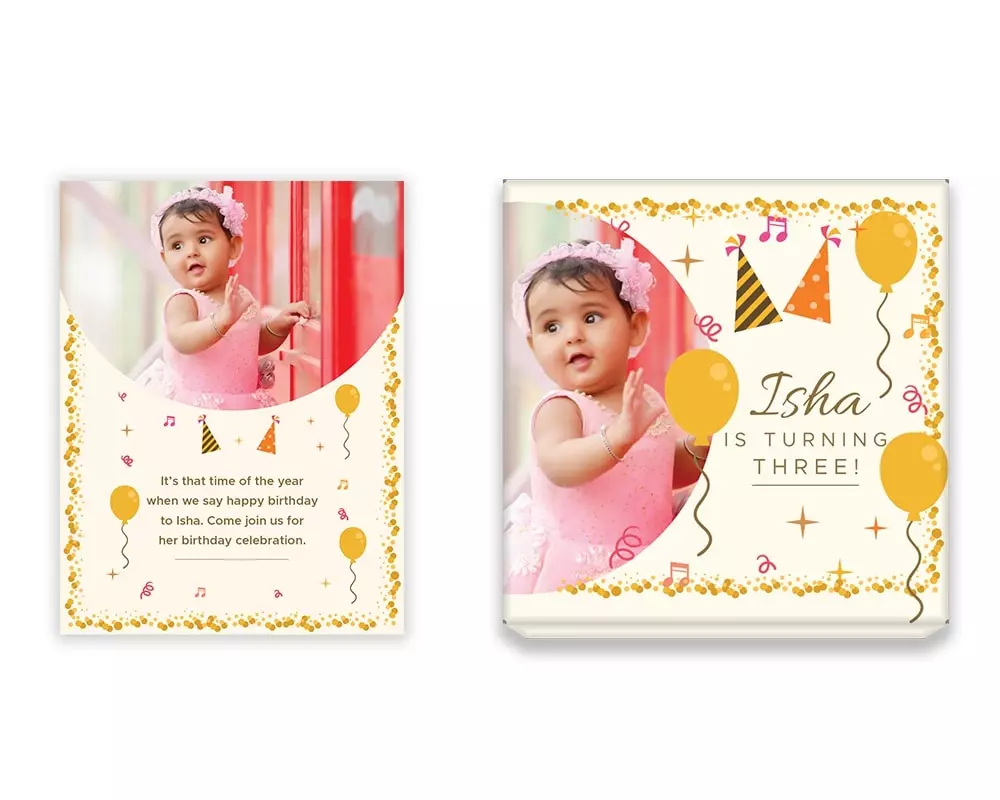 It's that time of the year
when we say happy birthday
to Isha. Come join us for
her birthday celebration.
Isha
IS TURNING
THREE!